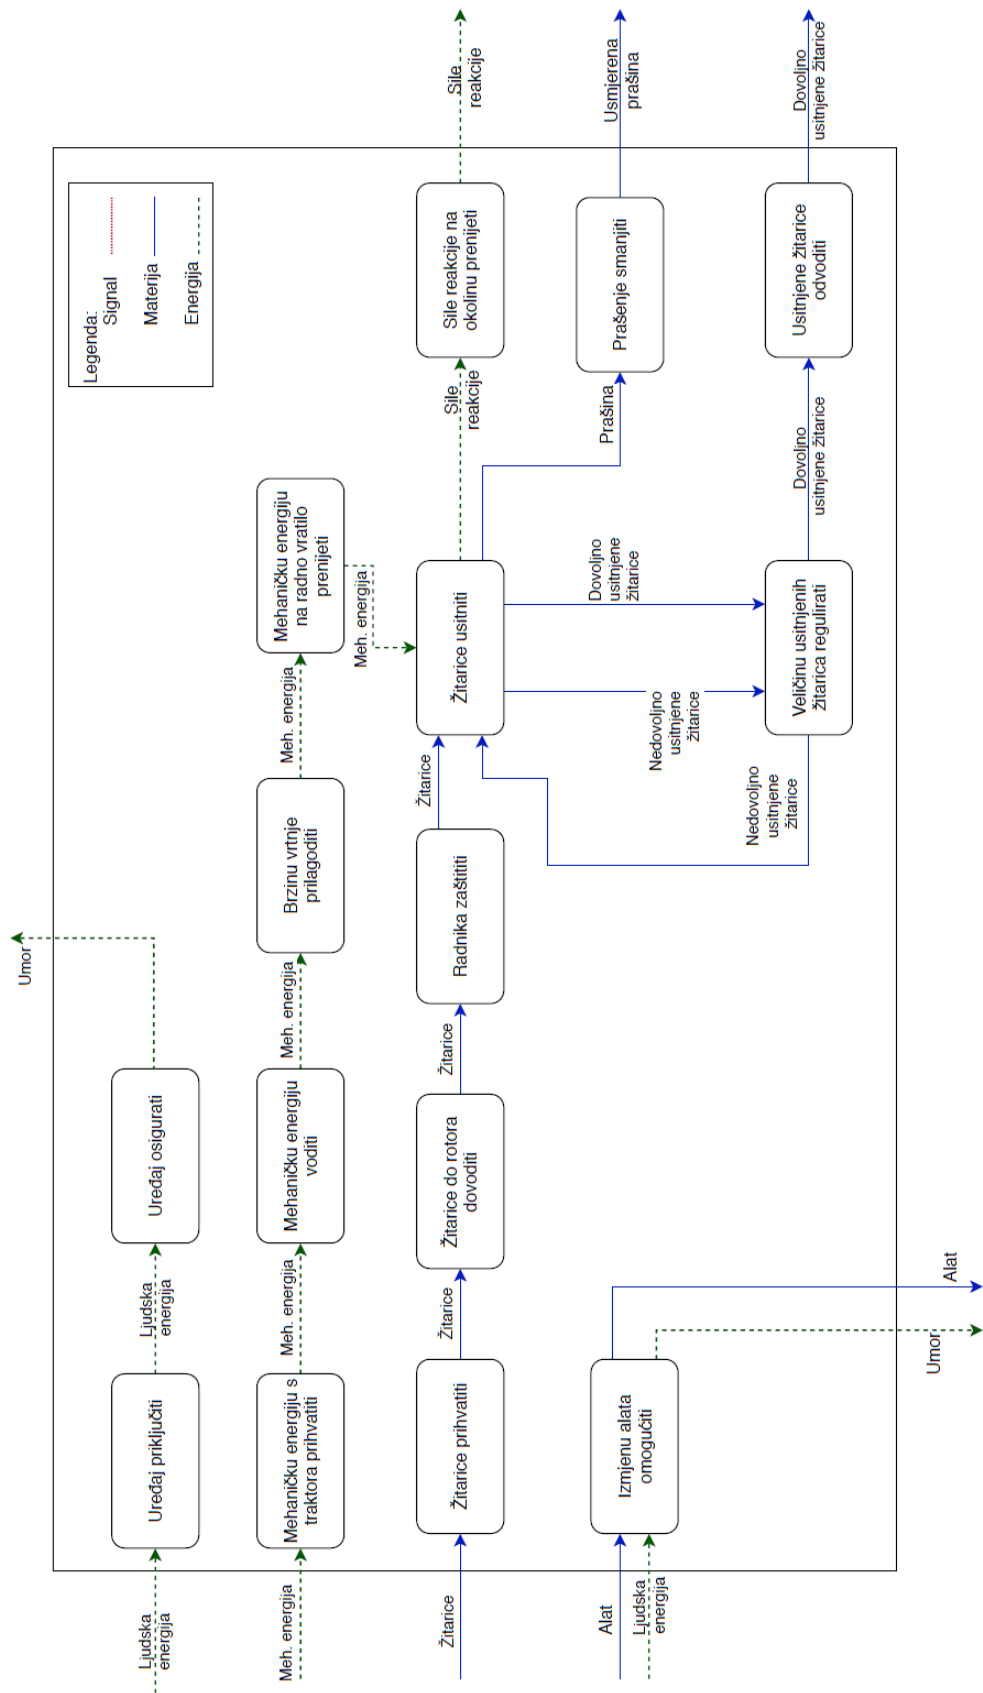 Legenda:
Signal
Materija
Energija
Ljudska
energija
Uređaj priključiti
Ljudska
energija
Uređaj osigurati
Umor
Meh. energija
Mehaničku energiju s
traktora prihvatiti
Meh. energija
Mehaničku energiju
voditi
Meh. energija
Brzinu vrtnje
prilagoditi
Meh. energija
Mehaničku energiju
na radno vratilo
prenijeti
Meh. energija
Žitarice
Žitarice prihvatiti
Žitarice
Žitarice do rotora
dovoditi
Žitarice
Radnika zaštititi
Žitarice
Žitarice usitniti
Sile
reakcije
Sile reakcije na
okolinu prenijeti
Sile
reakcije
Prašina
Prašenje smanjiti
Usmjerena
prašina
Dovoljno
usitnjene
žitarice
Nedovoljno
usitnjene
žitarice
Nedovoljno
usitnjene
žitarice
Veličinu usitnjenih
žitarica regulirati
Dovoljno
usitnjene žitarice
Usitnjene žitarice
odvoditi
Dovoljno
usitnjene žitarice
Alat
Ljudska
energija
Izmjenu alata
omogućiti
Umor
Alat